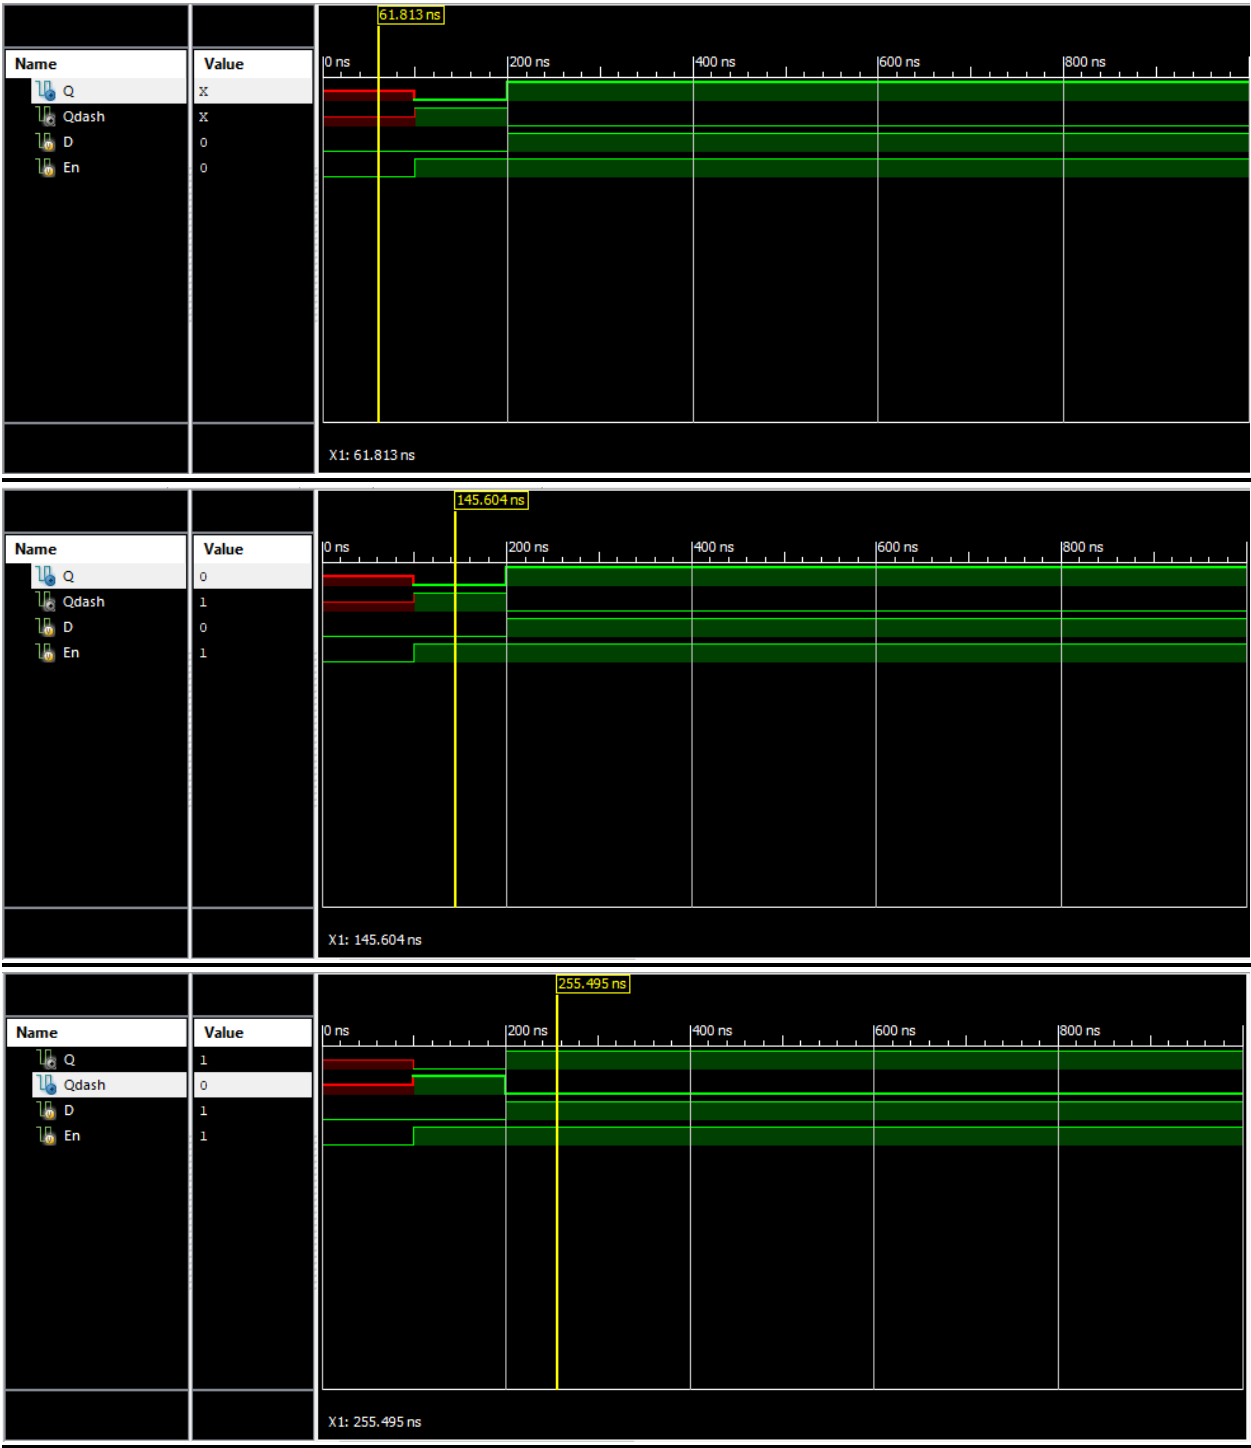 61.813 ns
Name Value 0 ns 200 ns 400 ns 600 ns 800 ns
Q X
Qdash X
D 0
En 0
X1: 61.813 ns
145.604 ns
Name Value 0 ns 200 ns 400 ns 600 ns 800 ns
Q 0
Qdash 1
D 0
En 1
X1: 145.604 ns
255.495 ns
Name Value 0 ns 200 ns 400 ns 600 ns 800 ns
Q 1
Qdash 0
D 1
En 1
X1: 255.495 ns